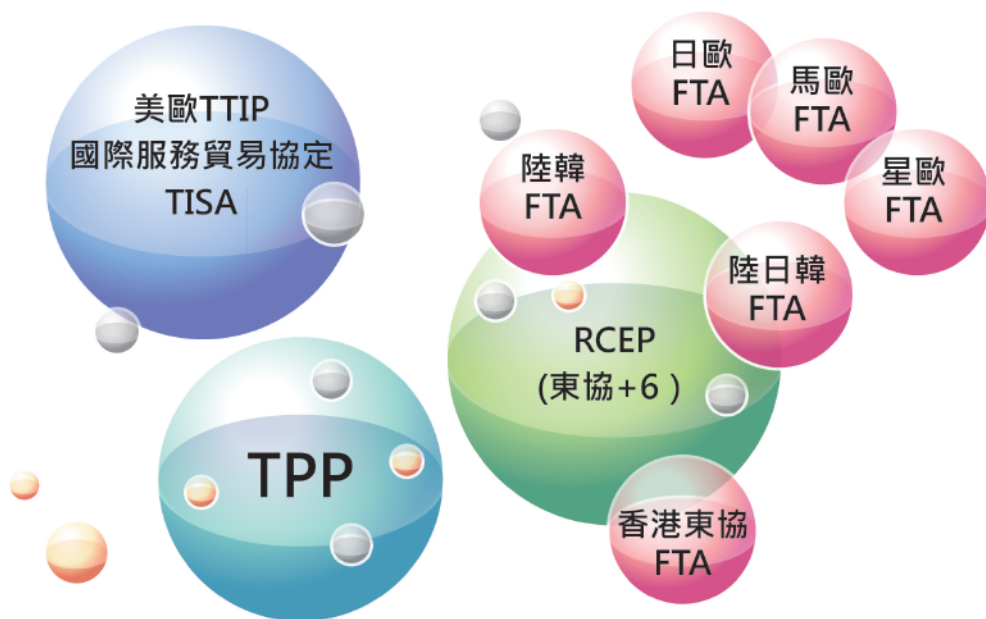 美歐TTIP
國際服務貿易協定
TISA
日歐
FTA
馬歐
FTA
星歐
FTA
陸韓
FTA
陸日韓
FTA
RCEP
(東協+6 )
TPP
香港東協
FTA